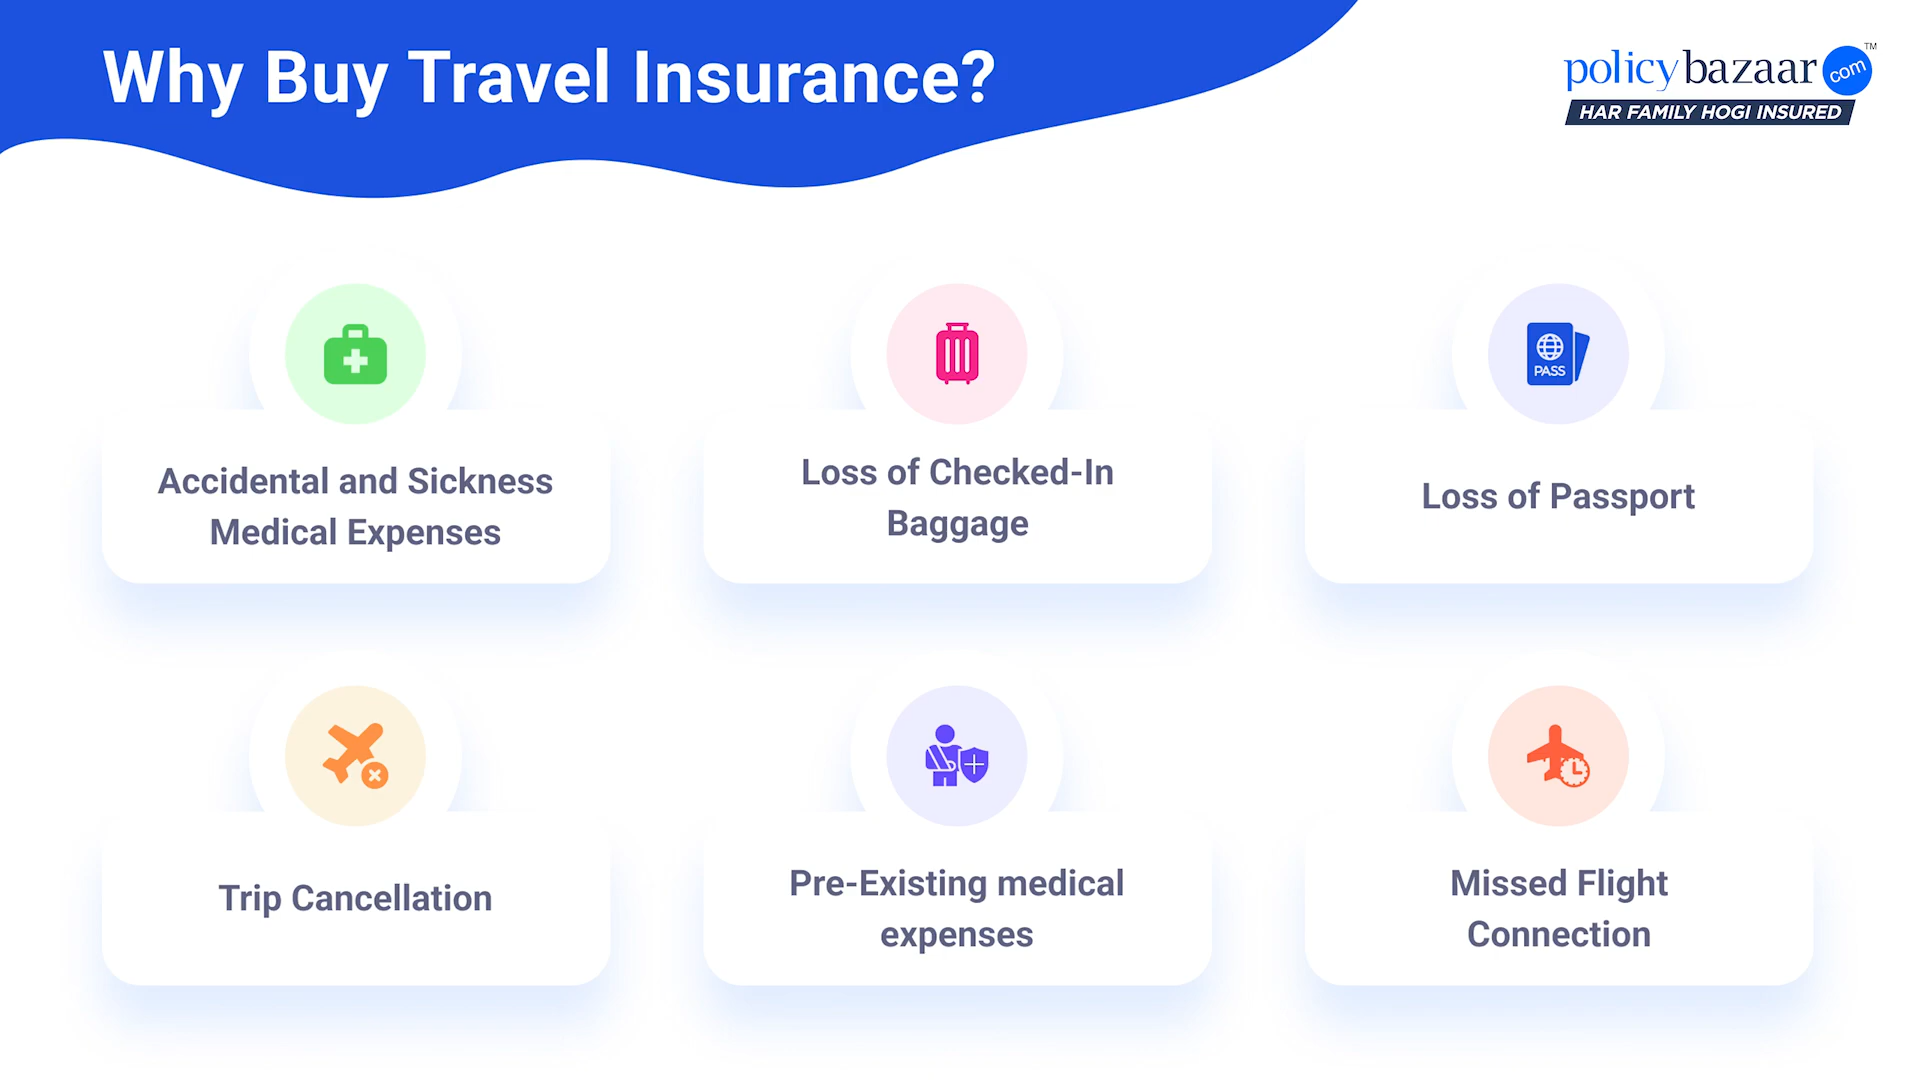 Why Buy Travel Insurance?
policybazaar com TM
HAR FAMILY HOGI INSURED
Accidental and Sickness
Medical Expenses
Loss of Checked-In
Baggage
PASS
Loss of Passport
Trip Cancellation
Pre-Existing medical
expenses
Missed Flight
Connection